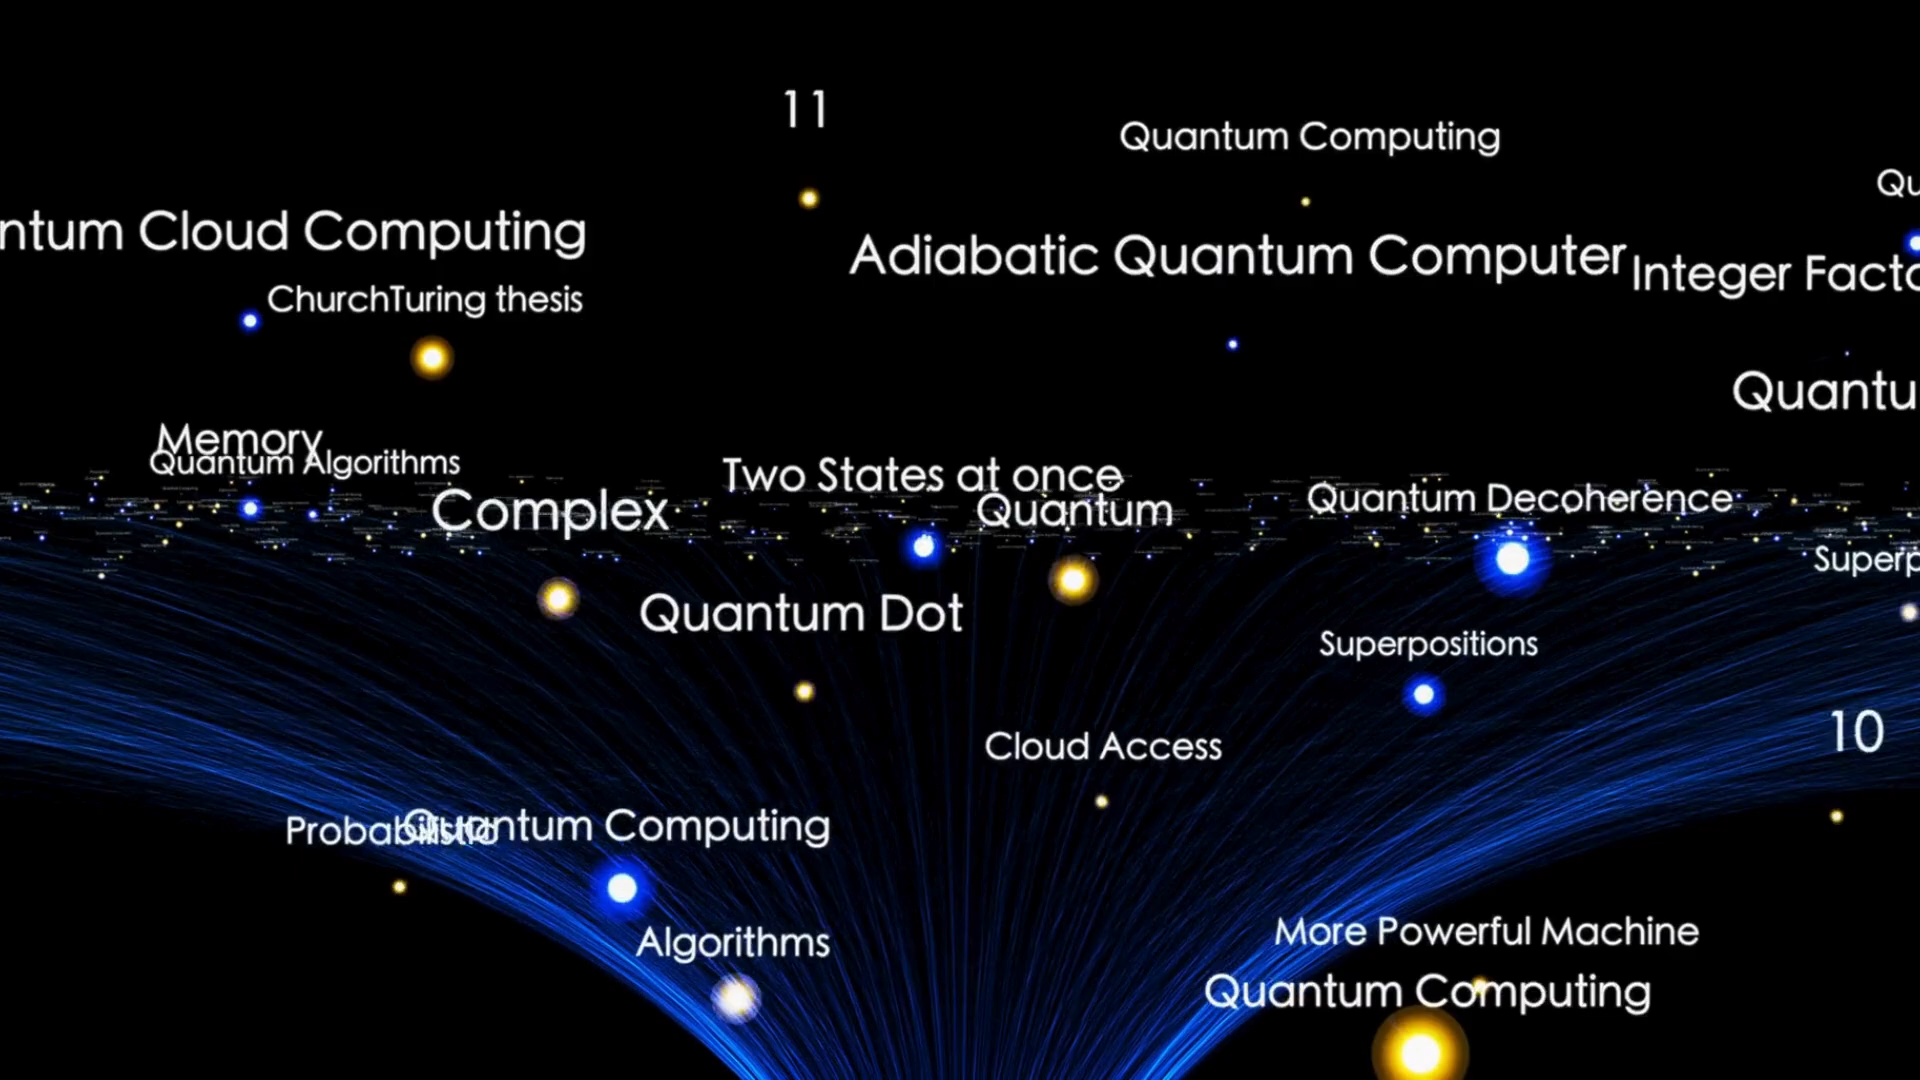 11
Quantum Computing
Qu
ntum Cloud Computing
Adiabatic Quantum Computer
Integer Facto
ChurchTuring thesis
Quantu
Memory
Quantum Algorithms
Two States at once
Complex
Quantum
Quantum Decoherence
Superp
Quantum Dot
Superpositions
10
Cloud Access
Probabilistic
Quantum Computing
Algorithms
More Powerful Machine
Quantum Computing